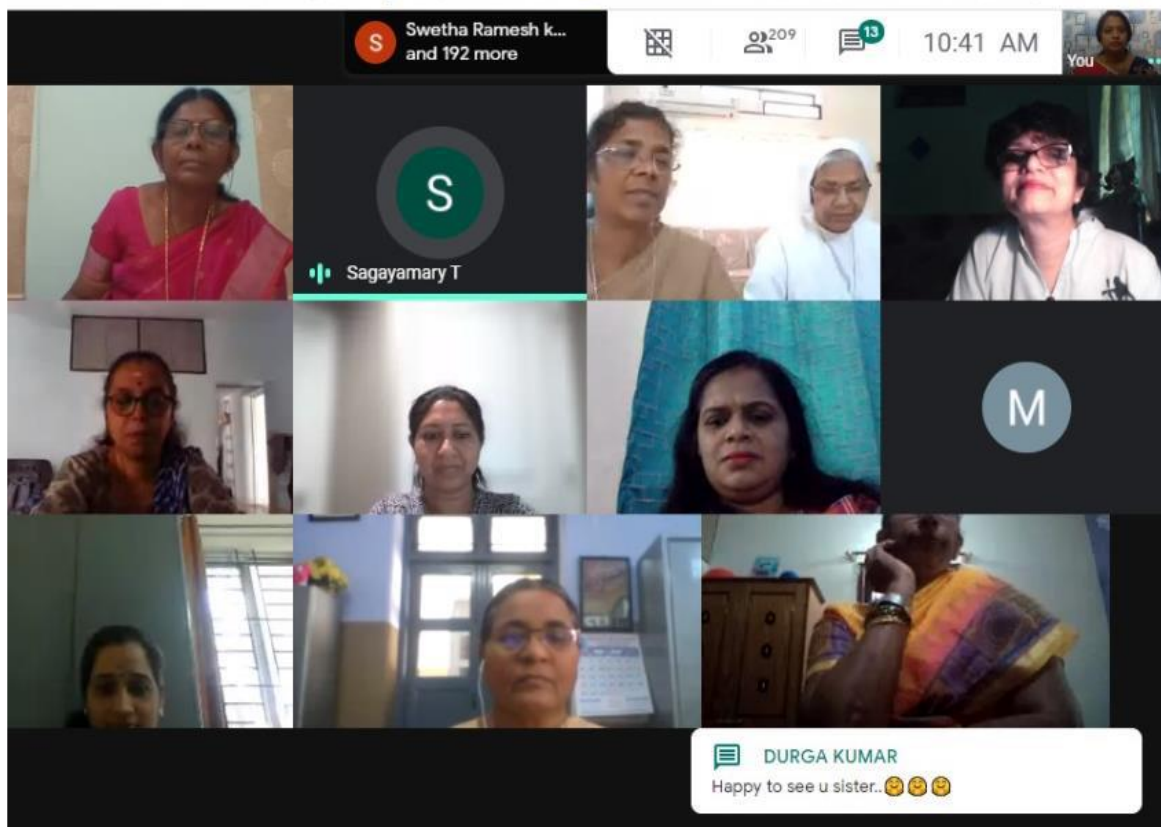 S
Swetha Ramesh k...
and 192 more
209
13
10:41 AM
You
S
Sagayamary T
M
DURGA KUMAR
Happy to see u sister..🤗🤗🤗